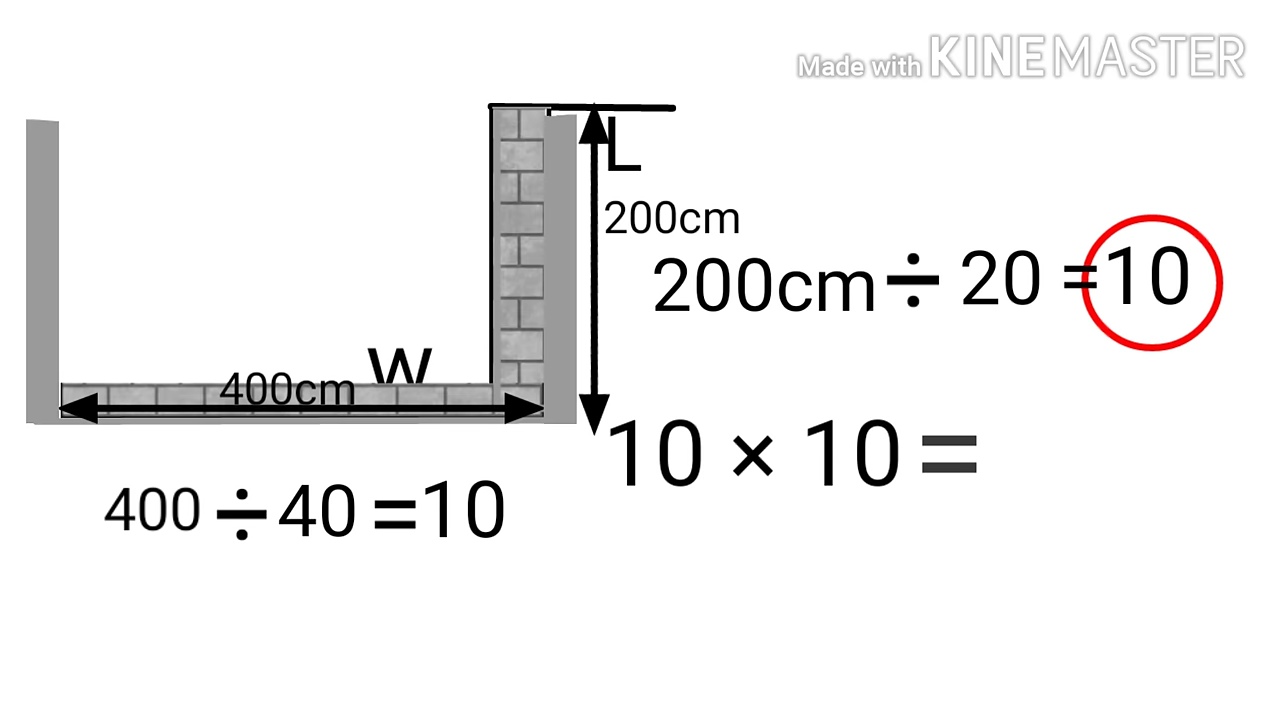 Made with KINEMASTER
L
200cm
200cm ÷ 20 =10
W
400cm
10 × 10 =
400 ÷ 40 =10